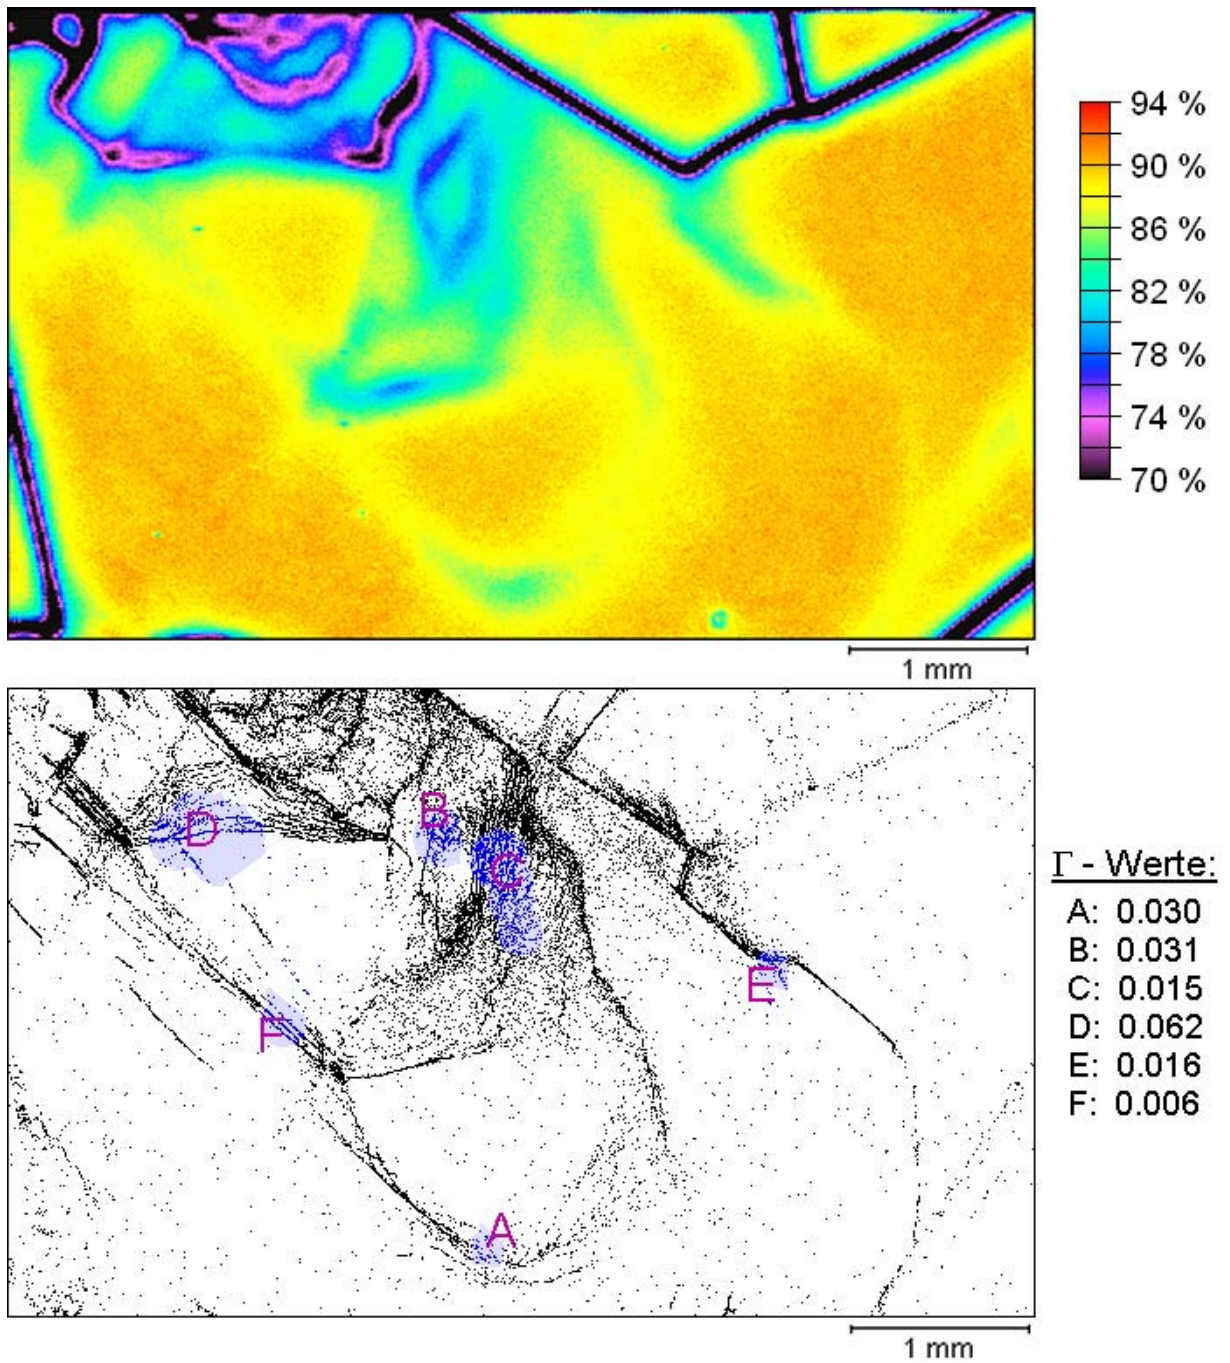 94 %
90 %
86 %
82 %
78 %
74 %
70 %
1 mm
B
D
C
E
F
A
Γ - Werte:
A: 0.030
B: 0.031
C: 0.015
D: 0.062
E: 0.016
F: 0.006
1 mm